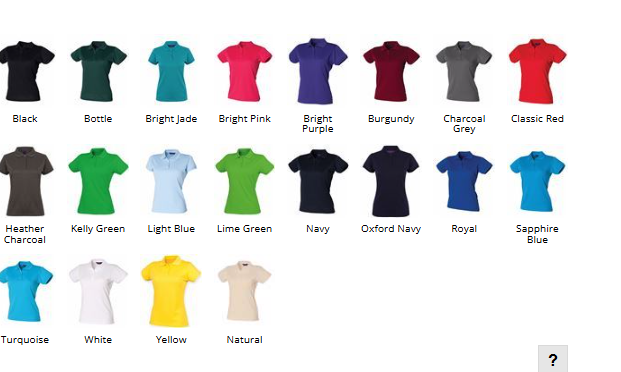 Black
Bottle
Bright Jade
Bright Pink
Bright
Purple
Burgundy
Charcoal
Grey
Classic Red
Heather
Charcoal
Kelly Green
Light Blue
Lime Green
Navy
Oxford Navy
Royal
Sapphire
Blue
Turquoise
White
Yellow
Natural
?